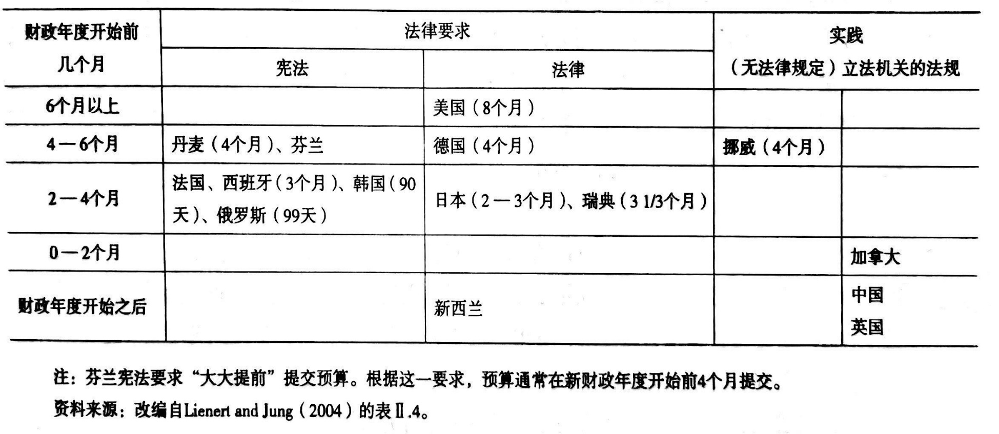 财政年度开始前
几个月
法律要求
实践
（无法律规定）立法机关的法规
宪法
法律
6个月以上
美国（8个月）
4—6个月
丹麦（4个月）、芬兰
德国（4个月）
挪威（4个月）
2—4个月
法国、西班牙（3个月）、韩国（90
天）、俄罗斯（99天）
日本（2—3个月）、瑞典（3 1/3个月）
0—2个月
加拿大
财政年度开始之后
新西兰
中国
英国
注：芬兰宪法要求“大大提前”提交预算。根据这一要求，预算通常在新财政年度开始前4个月提交。
资料来源：改编自Lienert and Jung（2004）的表Ⅱ.4。